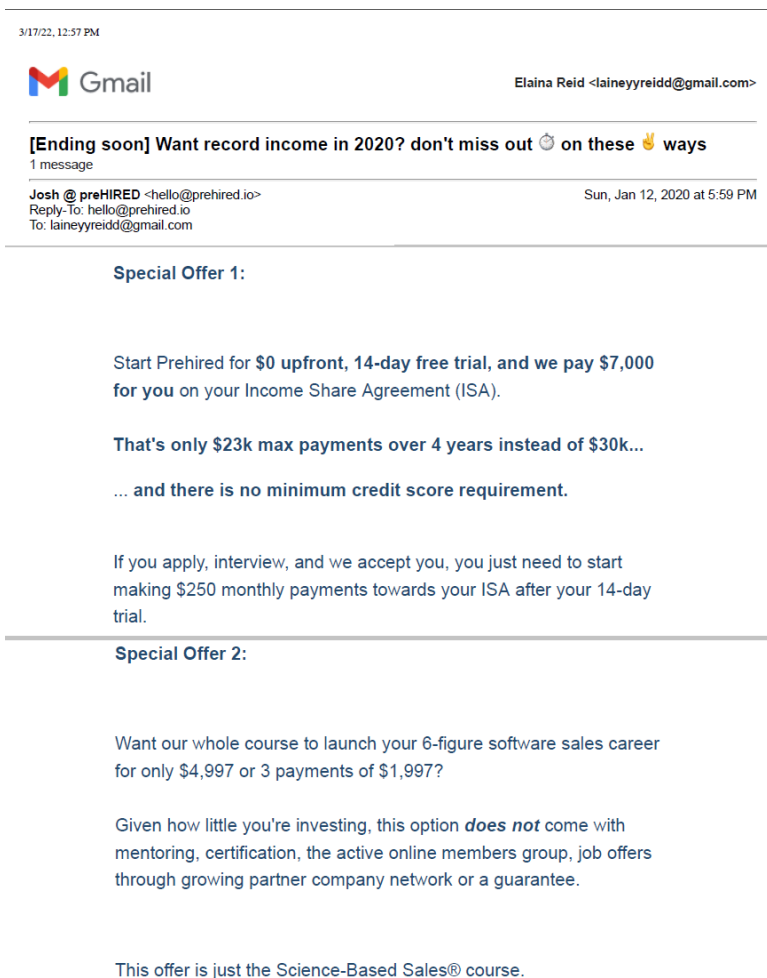 3/17/22, 12:57 PM
Gmail
Elaina Reid <laineyyreidd@gmail.com>
[Ending soon] Want record income in 2020? don't miss out ⏱ on these ✌ ways
1 message
Josh @ preHIRED <hello@prehired.io>
Sun, Jan 12, 2020 at 5:59 PM
Reply-To: hello@prehired.io
To: laineyyreidd@gmail.com
Special Offer 1:
Start Prehired for $0 upfront, 14-day free trial, and we pay $7,000
for you on your Income Share Agreement (ISA).
That's only $23k max payments over 4 years instead of $30k...
... and there is no minimum credit score requirement.
If you apply, interview, and we accept you, you just need to start
making $250 monthly payments towards your ISA after your 14-day
trial.
Special Offer 2:
Want our whole course to launch your 6-figure software sales career
for only $4,997 or 3 payments of $1,997?
Given how little you're investing, this option does not come with
mentoring, certification, the active online members group, job offers
through growing partner company network or a guarantee.
This offer is just the Science-Based Sales® course.